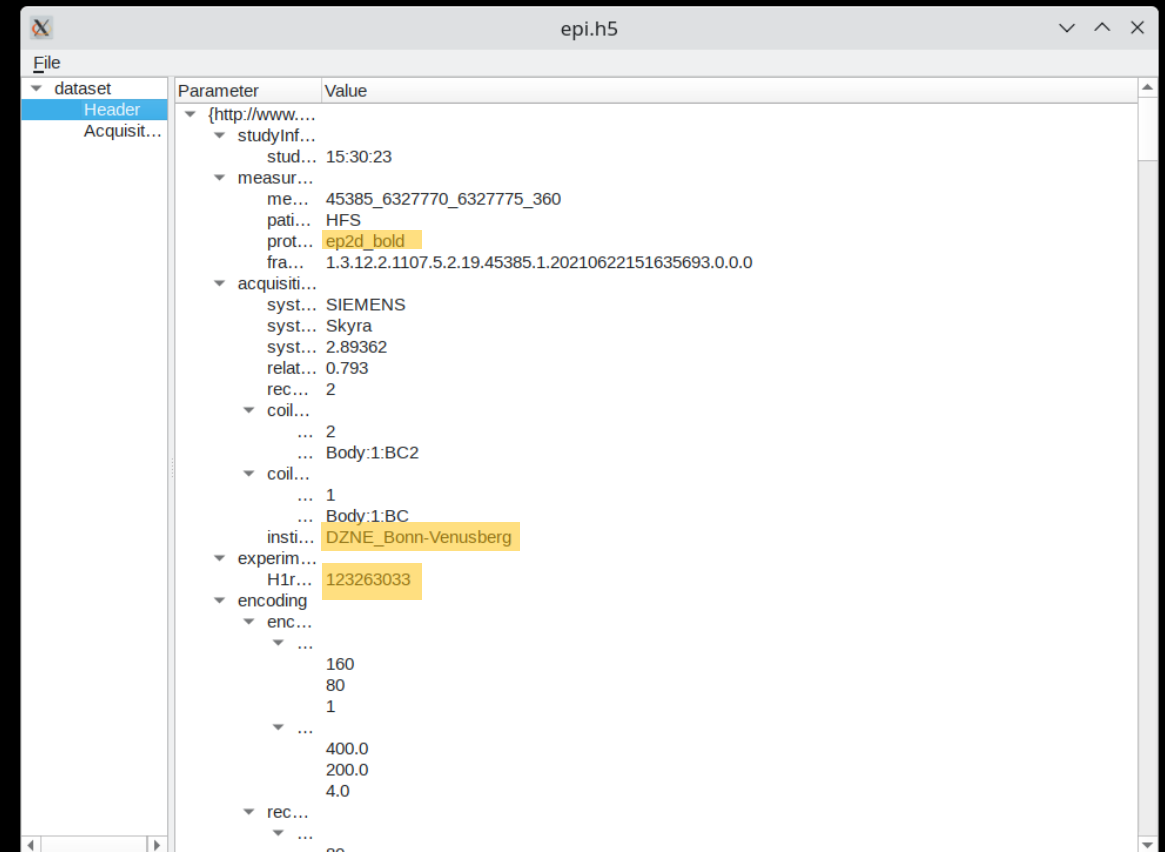 epi.h5
File
dataset
Header
Acquisit...
Parameter Value
{http://www....
studyInf...
stud... 15:30:23
measur...
me... 45385_6327770_6327775_360
pati... HFS
prot... ep2d_bold
fra... 1.3.12.2.1107.5.2.19.45385.1.20210622151635693.0.0.0
acquisiti...
syst... SIEMENS
syst... Skyra
syst... 2.89362
relat... 0.793
rec... 2
coil...
... 2
... Body:1:BC2
coil...
... 1
... Body:1:BC
insti... DZNE_Bonn-Venusberg
experim...
H1r... 123263033
encoding
enc...
...
160
80
1
...
400.0
200.0
4.0
rec...
...